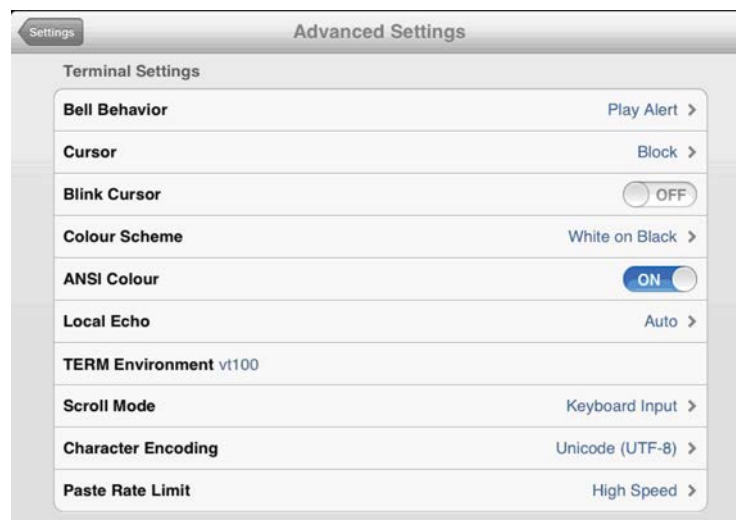 Settings
Advanced Settings
Terminal Settings
Bell Behavior Play Alert
Cursor Block
Blink Cursor OFF
Colour Scheme White on Black
ANSI Colour ON
Local Echo Auto
TERM Environment vt100
Scroll Mode Keyboard Input
Character Encoding Unicode (UTF-8)
Paste Rate Limit High Speed